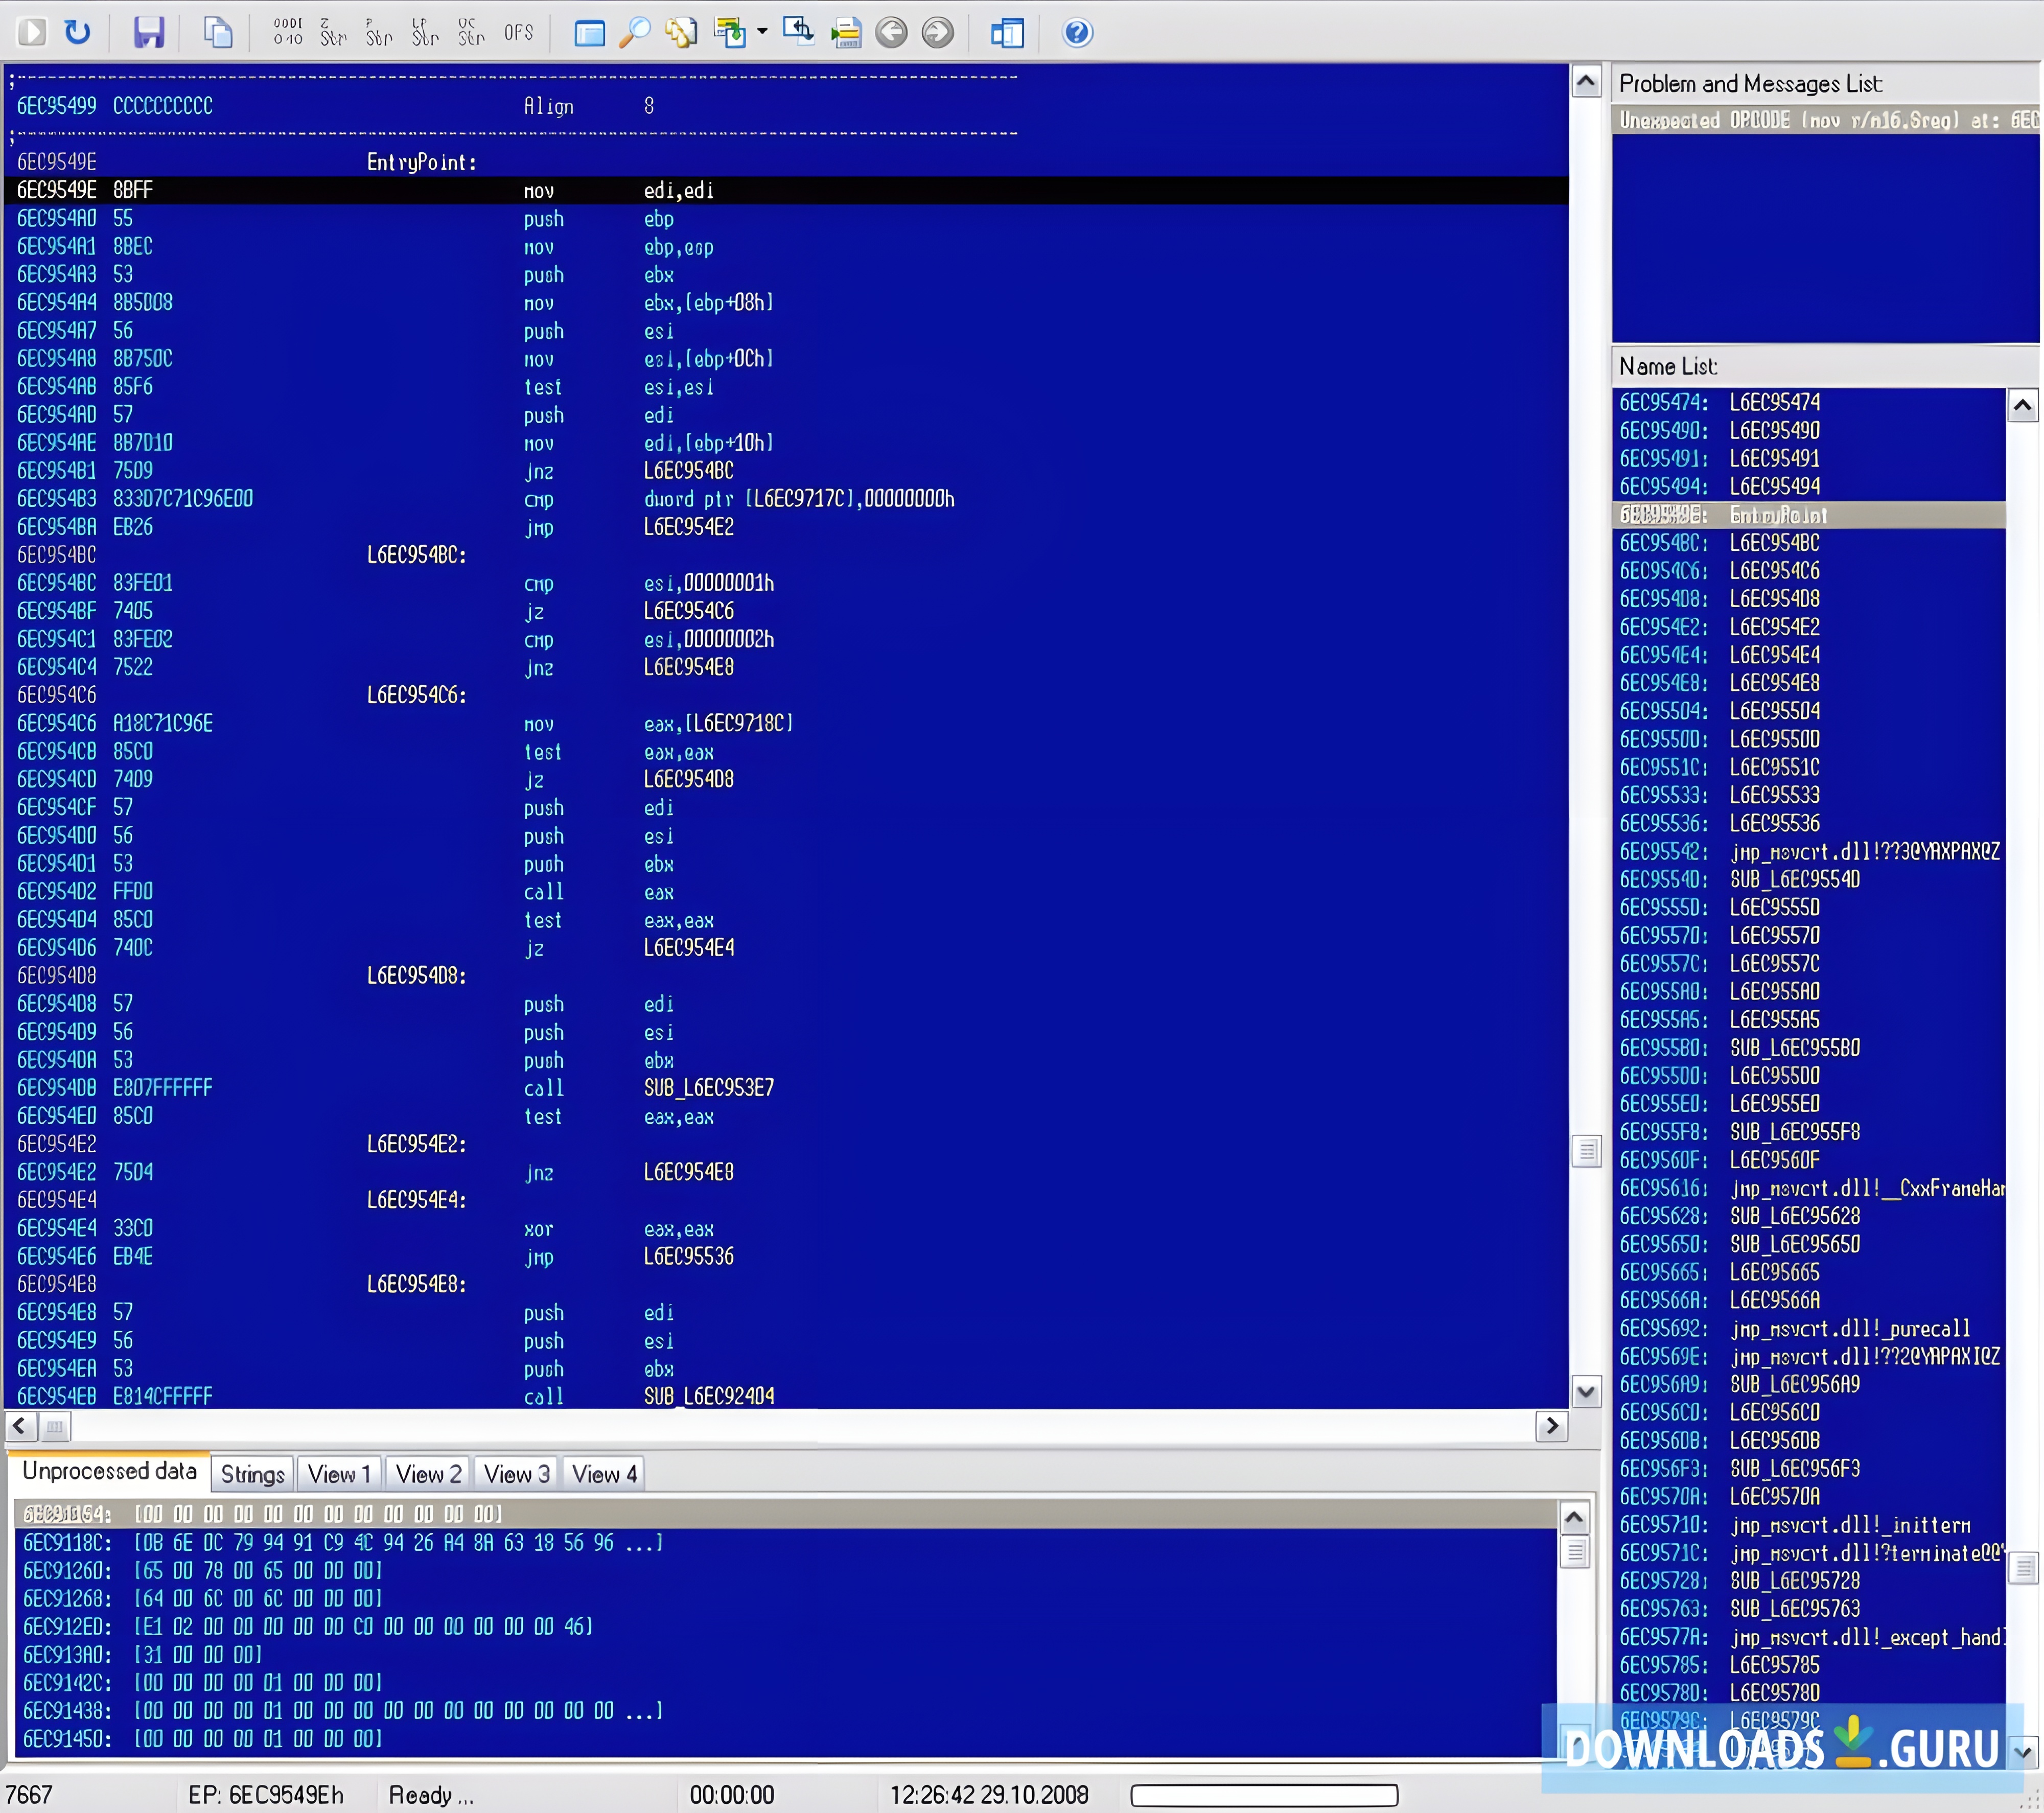 00D1 Z P LP VC
0%10 Str Str Str Str OFS
6EC95499 CCCCCCCCCC Align 8
6EC9549E EntryPoint:
6EC9549E 8BFF mov edi,edi
6EC954A0 55 push ebp
6EC954A1 8BEC mov ebp,esp
6EC954A3 53 push ebx
6EC954A4 8B5D08 mov ebx,[ebp+08h]
6EC954A7 56 push esi
6EC954A8 8B750C mov esi,[ebp+0Ch]
6EC954AB 85F6 test esi,esi
6EC954AD 57 push edi
6EC954AE 8B7D10 mov edi,[ebp+10h]
6EC954B1 7509 jnz L6EC954BC
6EC954B3 833D7C71C96E00 cmp dword ptr [L6EC9717C],00000000h
6EC954BA EB26 jmp L6EC954E2
6EC954BC L6EC954BC:
6EC954BC 83FE01 cmp esi,00000001h
6EC954BF 7405 jz L6EC954C6
6EC954C1 83FE02 cmp esi,00000002h
6EC954C4 7522 jnz L6EC954E8
6EC954C6 L6EC954C6:
6EC954C6 A18C71C96E mov eax,[L6EC9718C]
6EC954CB 85C0 test eax,eax
6EC954CD 7409 jz L6EC954D8
6EC954CF 57 push edi
6EC954D0 56 push esi
6EC954D1 53 push ebx
6EC954D2 FFD0 call eax
6EC954D4 85C0 test eax,eax
6EC954D6 740C jz L6EC954E4
6EC954D8 L6EC954D8:
6EC954D8 57 push edi
6EC954D9 56 push esi
6EC954DA 53 push ebx
6EC954DB E807FFFFFF call SUB_L6EC953E7
6EC954E0 85C0 test eax,eax
6EC954E2 L6EC954E2:
6EC954E2 7504 jnz L6EC954E8
6EC954E4 L6EC954E4:
6EC954E4 33C0 xor eax,eax
6EC954E6 EB4E jmp L6EC95536
6EC954E8 L6EC954E8:
6EC954E8 57 push edi
6EC954E9 56 push esi
6EC954EA 53 push ebx
6EC954EB E814CFFFFF call SUB_L6EC92404
Unprocessed data Strings View 1 View 2 View 3 View 4
[00 00 00 00 00 00 00 00 00 00 00 00]
6EC9118C: [0B 6E 0C 79 94 91 C9 4C 94 26 A4 8A 63 18 56 96 ...]
6EC91260: [65 00 78 00 65 00 00 00]
6EC91268: [64 00 6C 00 6C 00 00 00]
6EC912E0: [E1 02 00 00 00 00 00 C0 00 00 00 00 00 00 46]
6EC913A0: [31 00 00 00]
6EC9142C: [00 00 00 00 01 00 00 00]
6EC91438: [00 00 00 00 01 00 00 00 00 00 00 00 00 00 00 00 ...]
6EC91450: [00 00 00 00 01 00 00 00]
Problem and Messages List:
Unexpected OPCODE (mov r/m16,Sreg) at: 6EC
Name List:
6EC95474: L6EC95474
6EC95490: L6EC95490
6EC95491: L6EC95491
6EC95494: L6EC95494
6EC9549E: EntryPoint
6EC954BC: L6EC954BC
6EC954C6: L6EC954C6
6EC954D8: L6EC954D8
6EC954E2: L6EC954E2
6EC954E4: L6EC954E4
6EC954E8: L6EC954E8
6EC95504: L6EC95504
6EC9550D: L6EC9550D
6EC9551C: L6EC9551C
6EC95533: L6EC95533
6EC95536: L6EC95536
6EC95542: jmp_msvcrt.dll!??3@YAXPAX@Z
6EC9554D: SUB_L6EC9554D
6EC9555D: L6EC9555D
6EC95570: L6EC95570
6EC9557C: L6EC9557C
6EC955A0: L6EC955A0
6EC955A5: L6EC955A5
6EC955B0: SUB_L6EC955B0
6EC955D0: L6EC955D0
6EC955E0: L6EC955E0
6EC955F8: SUB_L6EC955F8
6EC9560F: L6EC9560F
6EC95616: jmp_msvcrt.dll!__CxxFrameHan
6EC95628: SUB_L6EC95628
6EC95650: SUB_L6EC95650
6EC95665: L6EC95665
6EC9566A: L6EC9566A
6EC95692: jmp_msvcrt.dll!_purecall
6EC9569E: jmp_msvcrt.dll!??2@YAPAXI@Z
6EC956A9: SUB_L6EC956A9
6EC956C0: L6EC956C0
6EC956DB: L6EC956DB
6EC956F3: SUB_L6EC956F3
6EC9570A: L6EC9570A
6EC95710: jmp_msvcrt.dll!_initterm
6EC9571C: jmp_msvcrt.dll!?terminate@@Y
6EC95728: SUB_L6EC95728
6EC95763: SUB_L6EC95763
6EC9577A: jmp_msvcrt.dll!_except_handl
6EC95785: L6EC95785
6EC9578D: L6EC9578D
6EC9579C: L6EC9579C
DOWNLOADS .GURU
7667 EP: 6EC9549Eh Ready ... 00:00:00 12:26:42 29.10.2008